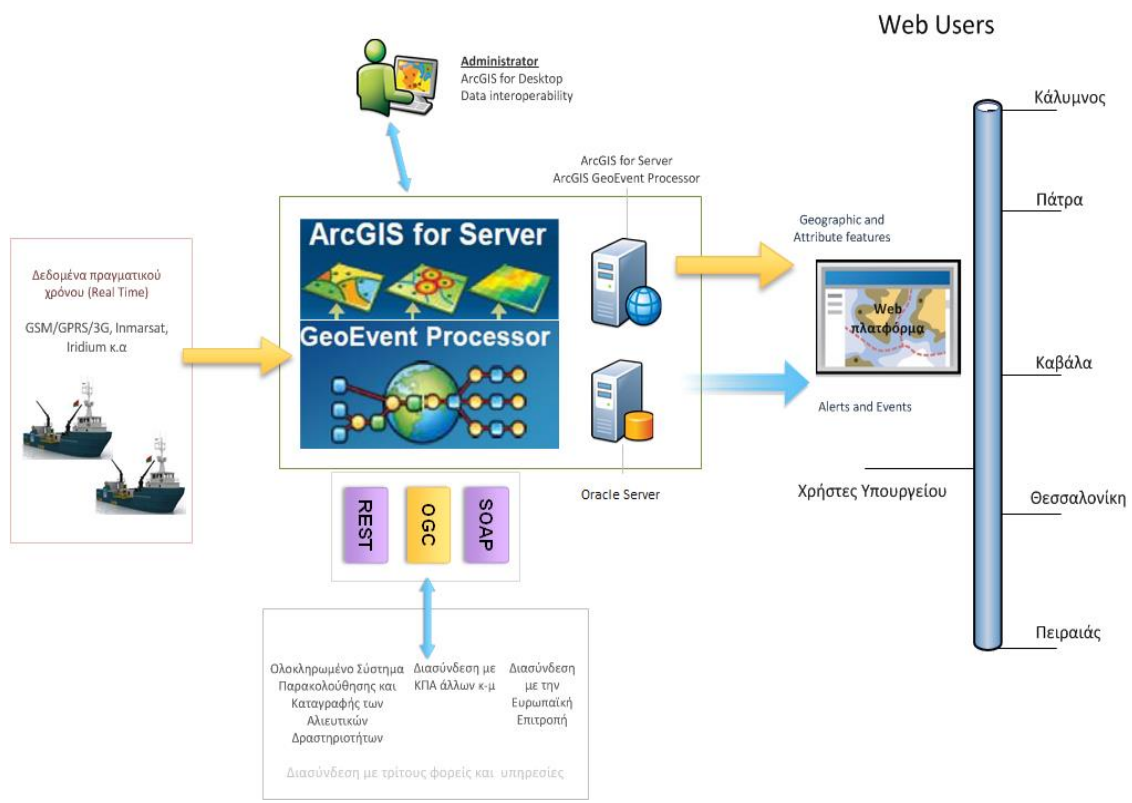 Web Users
Administrator
ArcGIS for Desktop
Data interoperability
Κάλυμνος
ArcGIS for Server
ArcGIS GeoEvent Processor
Πάτρα
Geographic and
Attribute features
ArcGIS for Server
Δεδομένα πραγματικού
χρόνου (Real Time)
GSM/GPRS/3G, Inmarsat,
Iridium κ.α
GeoEvent Processor
Web
πλατφόρμα
Καβάλα
Alerts and Events
Oracle Server
Χρήστες Υπουργείου
Θεσσαλονίκη
REST
OGC
SOAP
Πειραιάς
Ολοκληρωμένο Σύστημα
Παρακολούθησης και
Καταγραφής των
Αλιευτικών
Δραστηριοτήτων
Διασύνδεση με
ΚΠΑ άλλων κ-μ
Διασύνδεση
με την
Ευρωπαϊκή
Επιτροπή
Διασύνδεση με τρίτους φορείς και υπηρεσίες